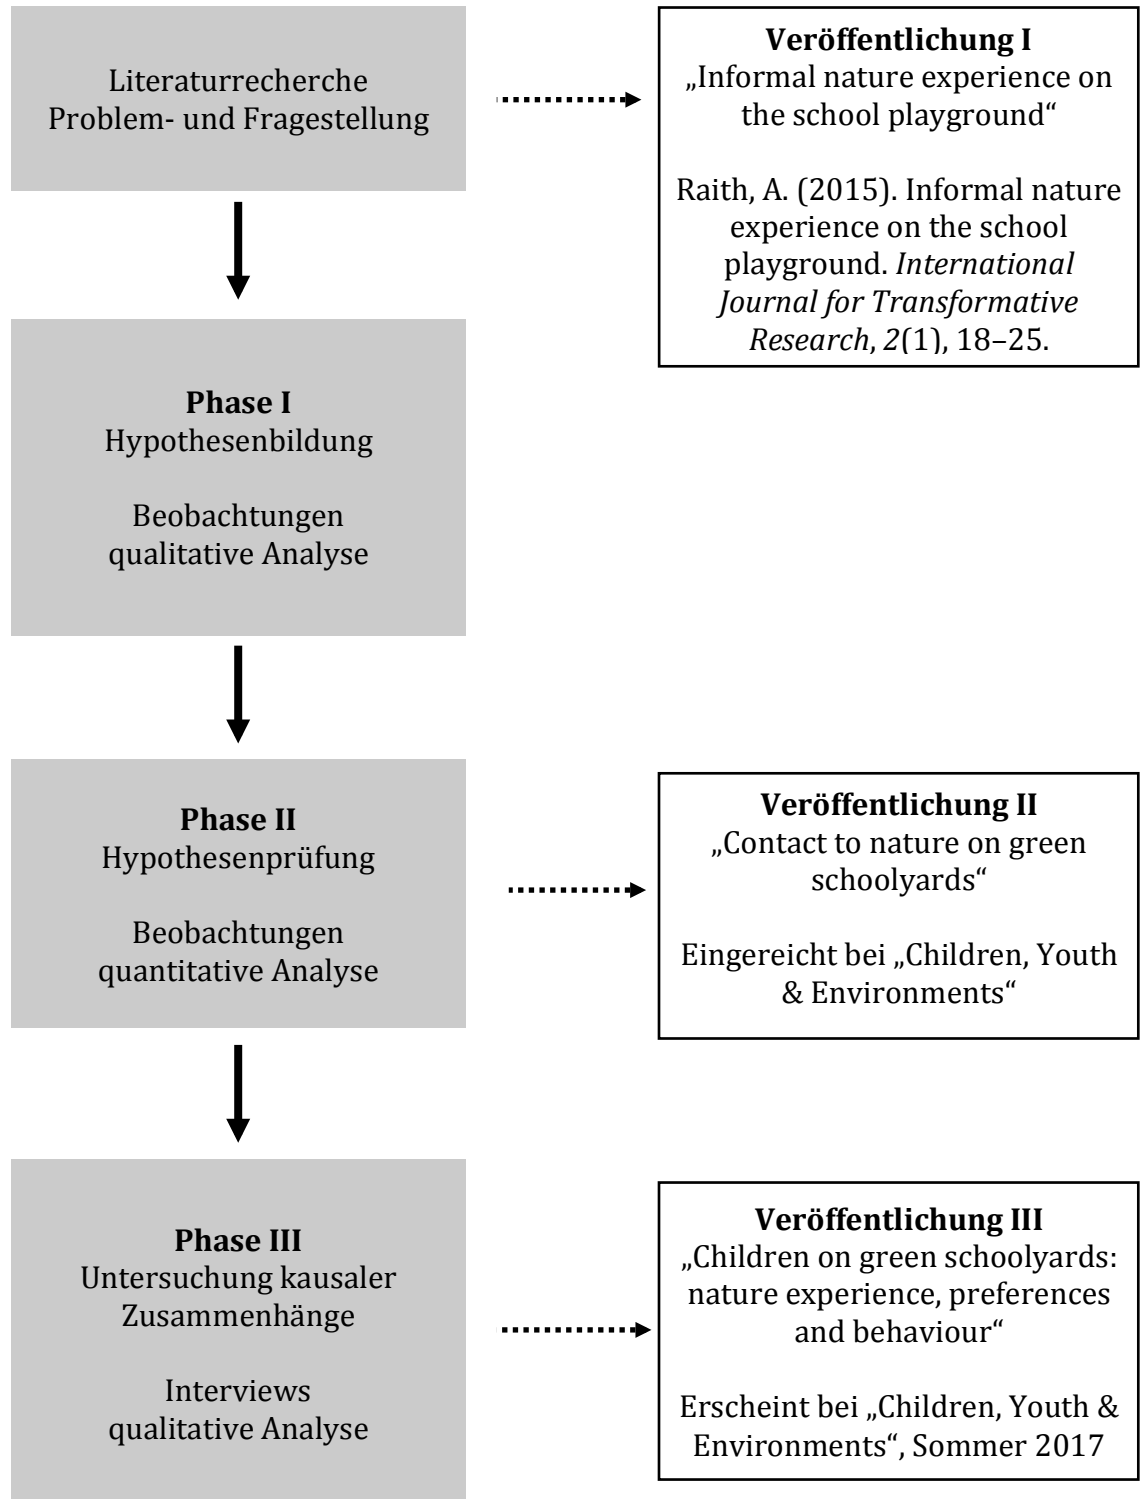 Literaturrecherche
Problem- und Fragestellung
Veröffentlichung I
„Informal nature experience on
the school playground“
Raith, A. (2015). Informal nature
experience on the school
playground. International
Journal for Transformative
Research, 2(1), 18–25.
Phase I
Hypothesenbildung
Beobachtungen
qualitative Analyse
Phase II
Hypothesenprüfung
Beobachtungen
quantitative Analyse
Veröffentlichung II
„Contact to nature on green
schoolyards“
Eingereicht bei „Children, Youth
& Environments“
Phase III
Untersuchung kausaler
Zusammenhänge
Interviews
qualitative Analyse
Veröffentlichung III
„Children on green schoolyards:
nature experience, preferences
and behaviour“
Erscheint bei „Children, Youth &
Environments“, Sommer 2017